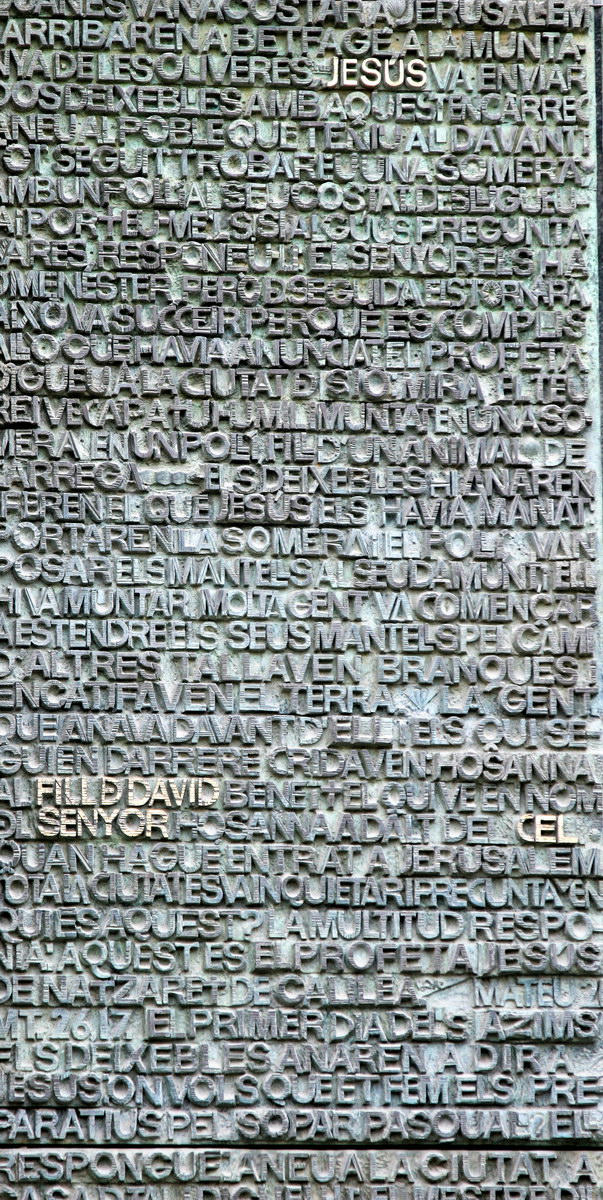 QUAN ES VAN ACOSTAR A JERUSALEM
ARRIBAREN A BETFAGÉ A LA MUNTA
NYA DE LES OLIVERES JESÚS VA ENVIAR
DOS DEIXEBLES AMB AQUEST ENCÀRREC
ANEU AL POBLE QUE TENIU AL DAVANT I
TOT SEGUIT TROBAREU UNA SOMERA
AMB UN POLLÍ AL SEU COSTAT DESLLIGUEU
I PORTEU-ME'LS I SI ALGÚ US PREGUNTA
RES RESPONEU-LI EL SENYOR ELS HA
DE MENESTER PERÒ DE SEGUIDA ELS TORNARÀ
AIXÒ VA SUCCEIR PERQUÈ ES COMPLÍS
ALLÒ QUE HAVIA ANUNCIAT EL PROFETA
DIGUEU A LA CIUTAT DE SIÓ MIRA EL TEU
REI VE CAP A TU HUMIL MUNTAT EN UNA SO
MERA EN UN POLLÍ FILL D'UN ANIMAL DE
CÀRREGA ELS DEIXEBLES HI ANAREN
FEREN EL QUE JESÚS ELS HAVIA MANAT
PORTAREN LA SOMERA I EL POLLÍ VAN
POSAR ELS MANTELLS AL SEU DAMUNT I ELL
HI VA MUNTAR MOLTA GENT VA COMENÇAR
A ESTENDRE ELS SEUS MANTELLS PEL CAMÍ
D'ALTRES TALLAVEN BRANQUES I
ENCATIFAVEN EL TERRA LA GENT
QUE ANAVA DAVANT D'ELL I ELS QUI SE
GUIEN DARRERE CRIDAVEN HOSANNA
AL FILL D DAVID BENEÏT EL QUI VE EN NOM
DEL SENYOR HOSANNA A DALT DEL CEL
QUAN HAGUÉ ENTRAT A JERUSALEM
TOTA LA CIUTAT ES VA INQUIETAR I PREGUNTAVEN
QUI ÉS AQUEST? LA MULTITUD RESPO
NIA AQUEST ÉS EL PROFETA JESÚS
DE NATZARET DE GALILEA MATEU 21
MT. 26,17 EL PRIMER DIA DELS ÀZIMS
ELS DEIXEBLES ANAREN A DIR A
JESÚS: ON VOLS QUE ET FEM ELS PRE
PARATIUS PEL SOPAR PASQUAL? ELL
RESPONGUÉ ANEU A LA CIUTAT A